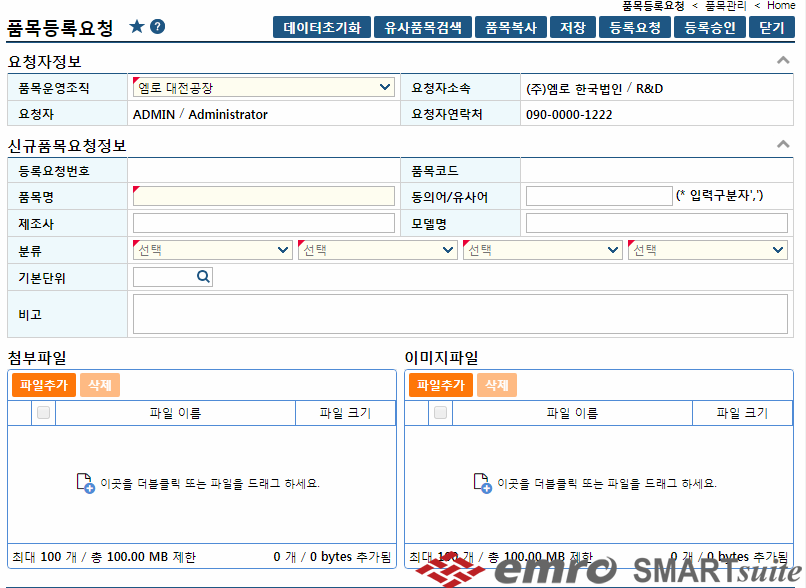 품목등록요청 < 품목관리 < Home
품목등록요청 ★ ? 데이터초기화 유사품목검색 품목복사 저장 등록요청 등록승인 닫기
요청자정보
품목운영조직 엠로 대전공장 요청자소속 (주)엠로 한국법인 / R&D
요청자 ADMIN / Administrator 요청자연락처 090-0000-1222
신규품목요청정보
등록요청번호 품목코드
품목명 동의어/유사어 (* 입력구분자',')
제조사 모델명
분류 선택 선택 선택 선택
기본단위
비고
첨부파일 이미지파일
파일추가 삭제 파일추가 삭제
파일 이름 파일 크기 파일 이름 파일 크기
이곳을 더블클릭 또는 파일을 드래그 하세요. 이곳을 더블클릭 또는 파일을 드래그 하세요.
최대 100 개 / 총 100.00 MB 제한 0 개 / 0 bytes 추가됨 최대 100 개 / 총 100.00 MB 제한 0 개 / 0 bytes 추가됨
emro SMARTsuite